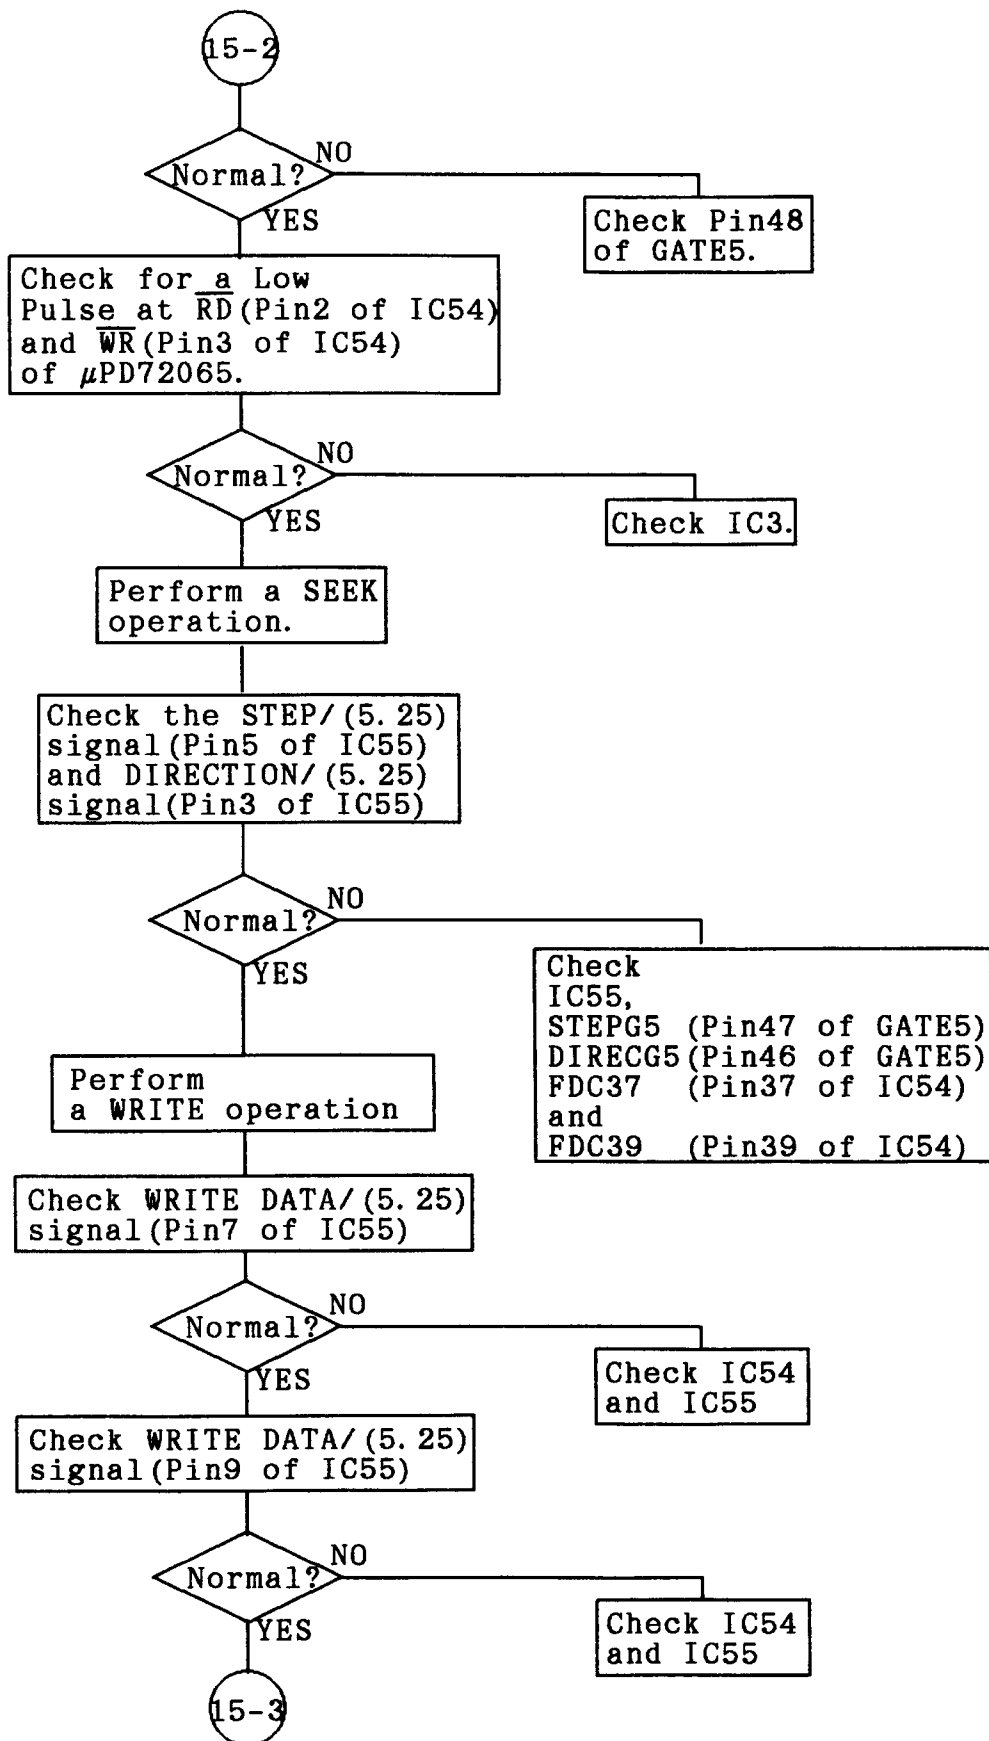 15-2
NO
Normal?
YES
Check Pin48
of GATE5.
Check for a Low
Pulse at R̅D̅(Pin2 of IC54)
and W̅R̅(Pin3 of IC54)
of μPD72065.
NO
Normal?
YES
Check IC3.
Perform a SEEK
operation.
Check the STEP/(5.25)
signal(Pin5 of IC55)
and DIRECTION/(5.25)
signal(Pin3 of IC55)
NO
Normal?
YES
Check
IC55,
STEPG5 (Pin47 of GATE5)
DIRECG5(Pin46 of GATE5)
FDC37 (Pin37 of IC54)
and
FDC39 (Pin39 of IC54)
Perform
a WRITE operation
Check WRITE DATA/(5.25)
signal(Pin7 of IC55)
NO
Normal?
YES
Check IC54
and IC55
Check WRITE DATA/(5.25)
signal(Pin9 of IC55)
NO
Normal?
YES
Check IC54
and IC55
15-3